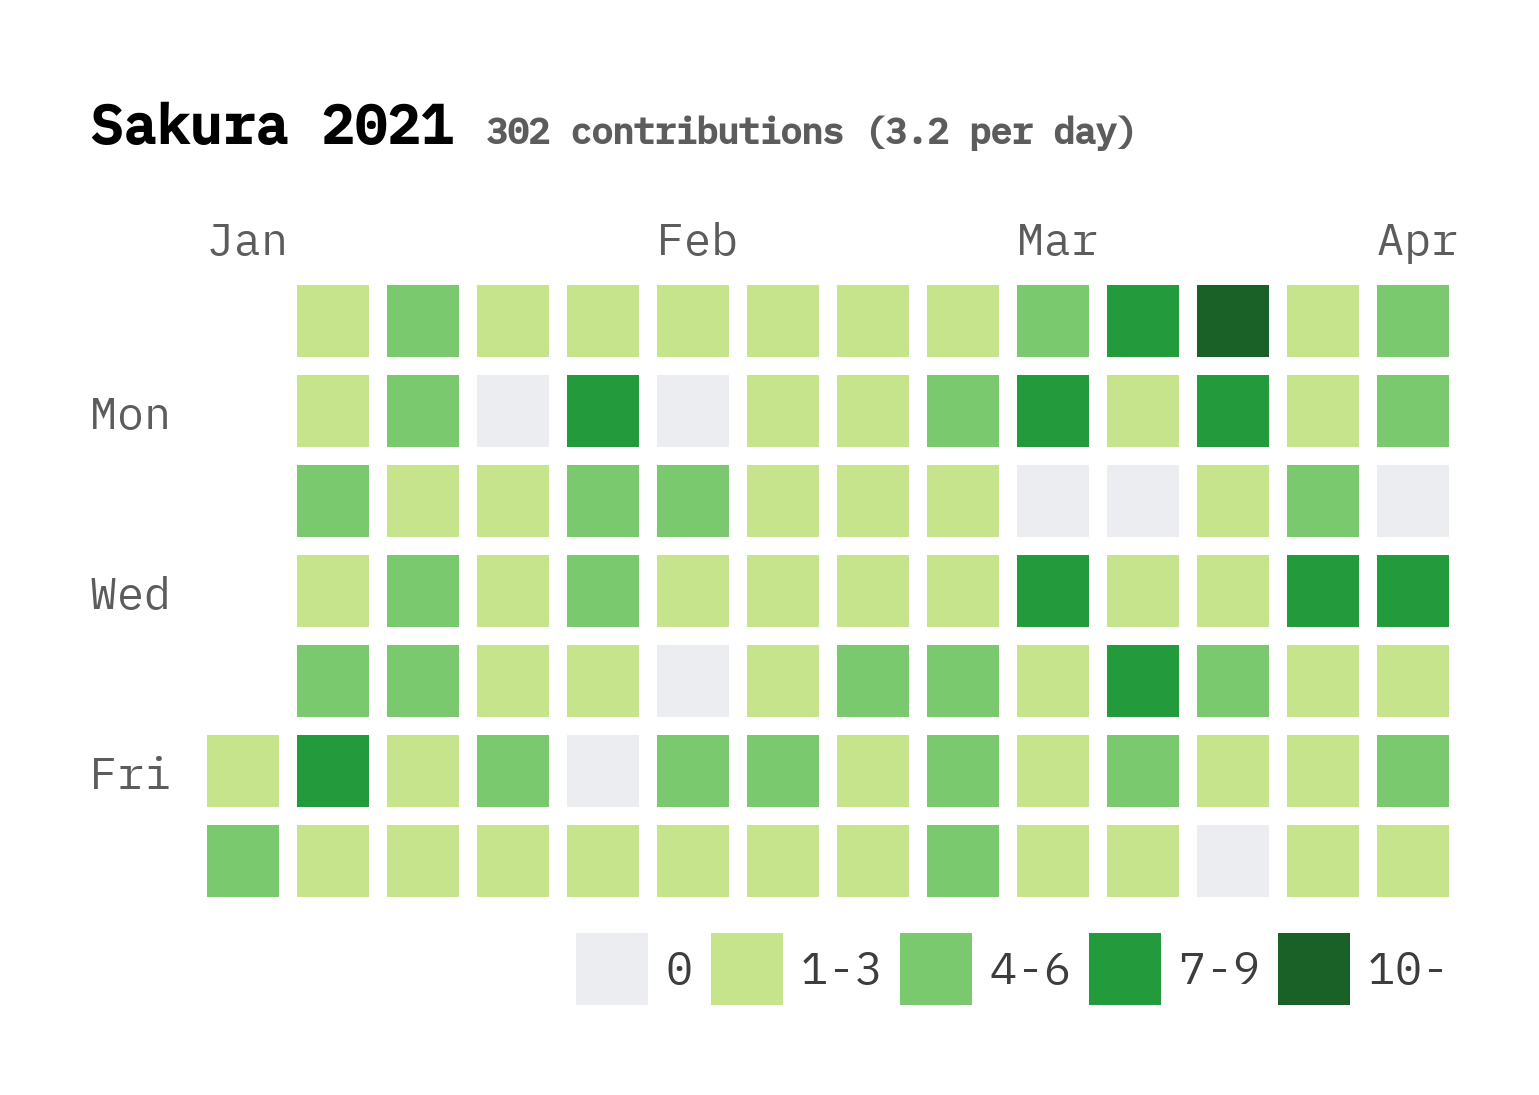 Sakura 2021 302 contributions (3.2 per day)
Jan Feb Mar Apr
Mon
Wed
Fri
0 1-3 4-6 7-9 10-